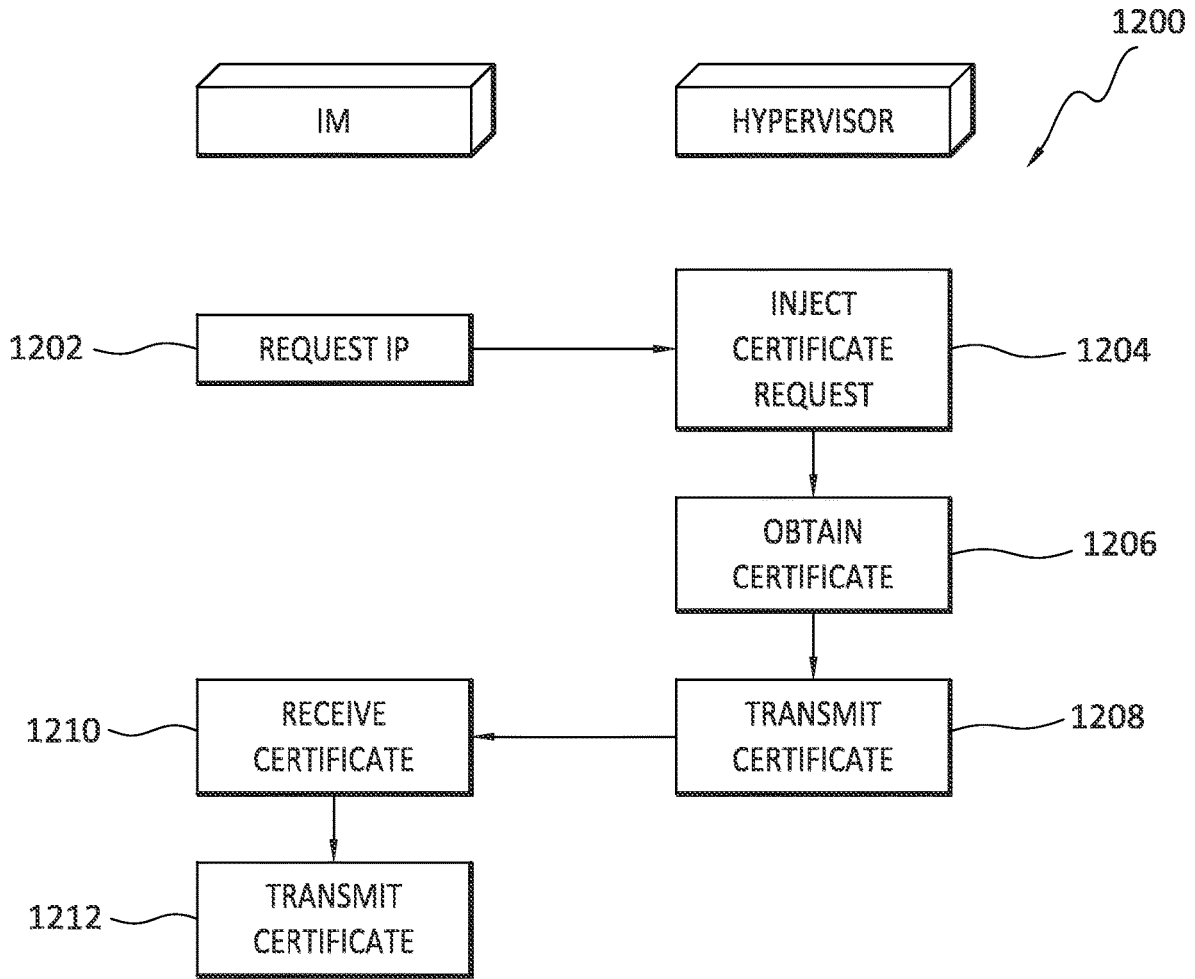 1200
IM
HYPERVISOR
1202
REQUEST IP
INJECT
CERTIFICATE
REQUEST
1204
OBTAIN
CERTIFICATE
1206
1210
RECEIVE
CERTIFICATE
TRANSMIT
CERTIFICATE
1208
1212
TRANSMIT
CERTIFICATE